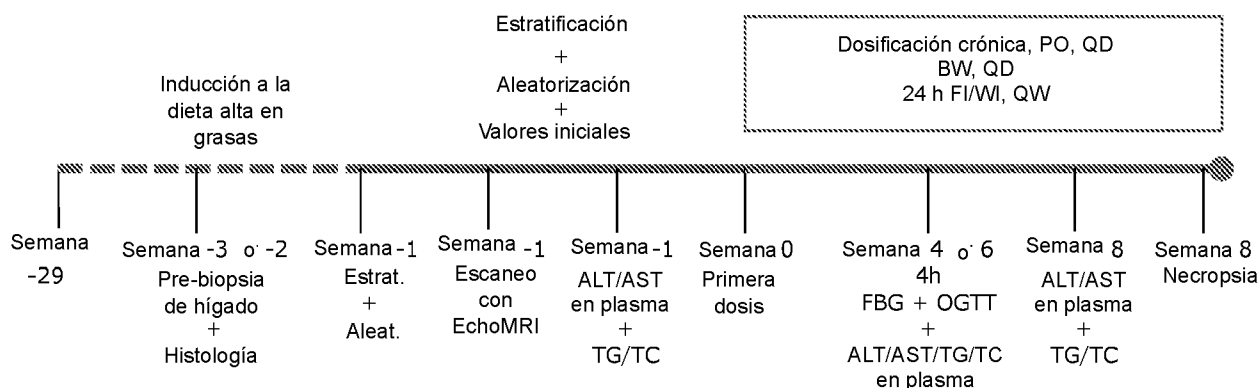 Estratificación
+
Aleatorización
+
Valores iniciales
Dosificación crónica, PO, QD
BW, QD
24 h FI/WI, QW
Inducción a la
dieta alta en
grasas
Semana
-29
Semana -3 o -2
Pre-biopsia
de hígado
+
Histología
Semana -1
Estrat.
+
Aleat.
Semana -1
Escaneo
con
EchoMRI
Semana -1
ALT/AST
en plasma
+
TG/TC
Semana 0
Primera
dosis
Semana 4 o 6
4h
FBG + OGTT
+
ALT/AST/TG/TC
en plasma
Semana 8
ALT/AST
en plasma
+
TG/TC
Semana 8
Necropsia